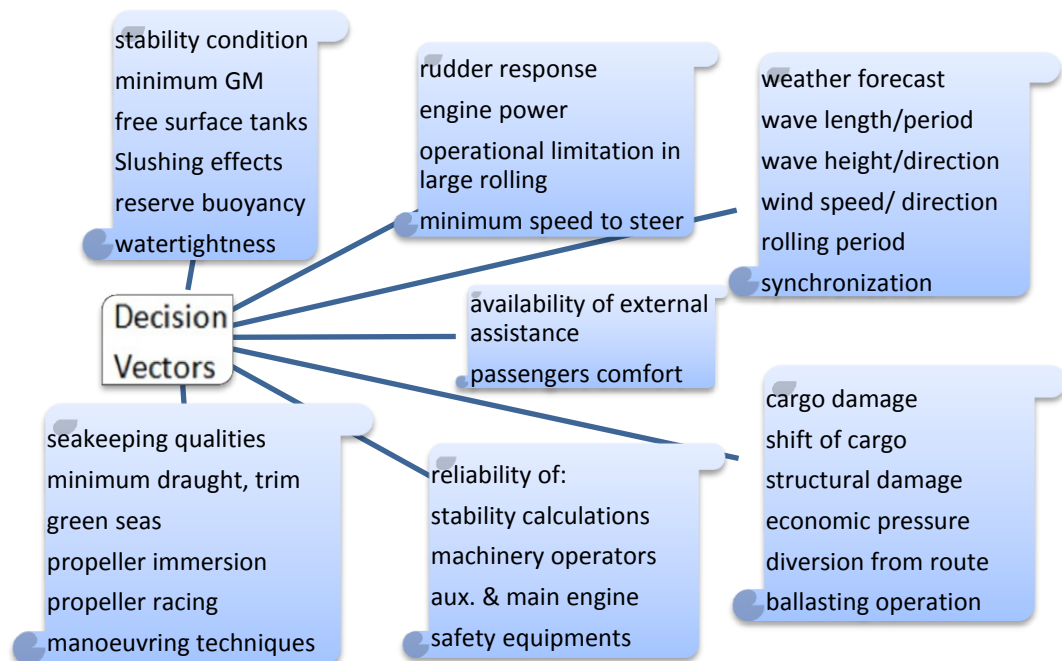 stability condition
minimum GM
free surface tanks
Slushing effects
reserve buoyancy
watertightness
rudder response
engine power
operational limitation in
large rolling
minimum speed to steer
weather forecast
wave length/period
wave height/direction
wind speed/ direction
rolling period
synchronization
Decision
Vectors
availability of external
assistance
passengers comfort
seakeeping qualities
minimum draught, trim
green seas
propeller immersion
propeller racing
manoeuvring techniques
reliability of:
stability calculations
machinery operators
aux. & main engine
safety equipments
cargo damage
shift of cargo
structural damage
economic pressure
diversion from route
ballasting operation